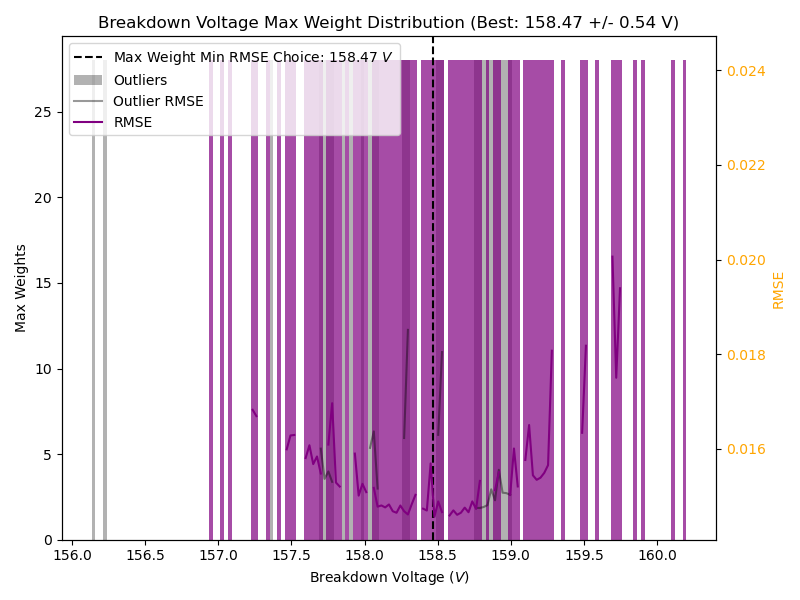 Breakdown Voltage Max Weight Distribution (Best: 158.47 +/- 0.54 V)
Max Weight Min RMSE Choice: 158.47 V
Outliers
Outlier RMSE
RMSE
Max Weights
25
20
15
10
5
0
0.024
0.022
0.020
0.018
0.016
RMSE
156.0 156.5 157.0 157.5 158.0 158.5 159.0 159.5 160.0
Breakdown Voltage (V)